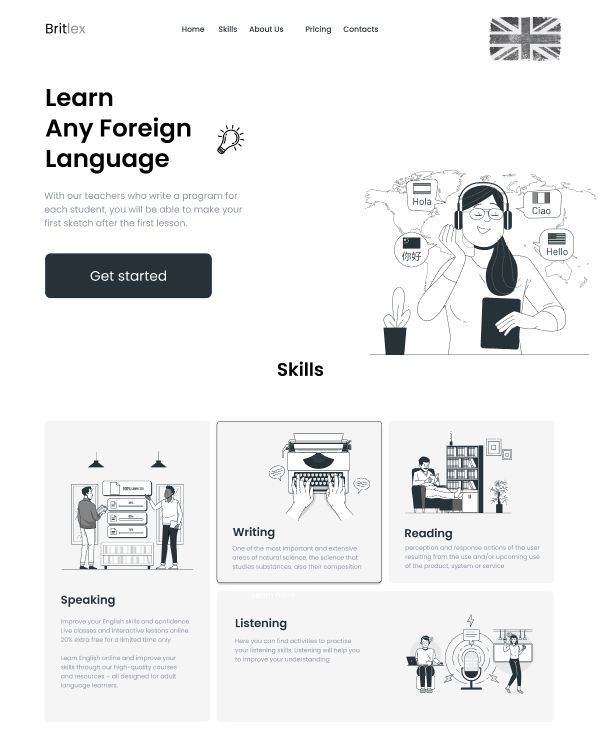 Britlex
Home Skills About Us Pricing Contacts
Learn
Any Foreign
Language
With our teachers who write a program for
each student, you will be able to make your
first sketch after the first lesson.
Get started
Hola
Ciao
你好
Hello
Skills
100%
Speaking
Improve your English skills and confidence.
Live classes and interactive lessons online.
20% extra free for a limited time only
Learn English online and improve your
skills through our high-quality courses
and resources – all designed for adult
language learners.
Writing
One of the most important and extensive
areas of natural science, the science that
studies substances, also their composition
Reading
perception and response actions of the user
resulting from the use and/or upcoming use
of the product, system or service
Listening
Here you can find activities to practise
your listening skills. Listening will help you
to improve your understanding